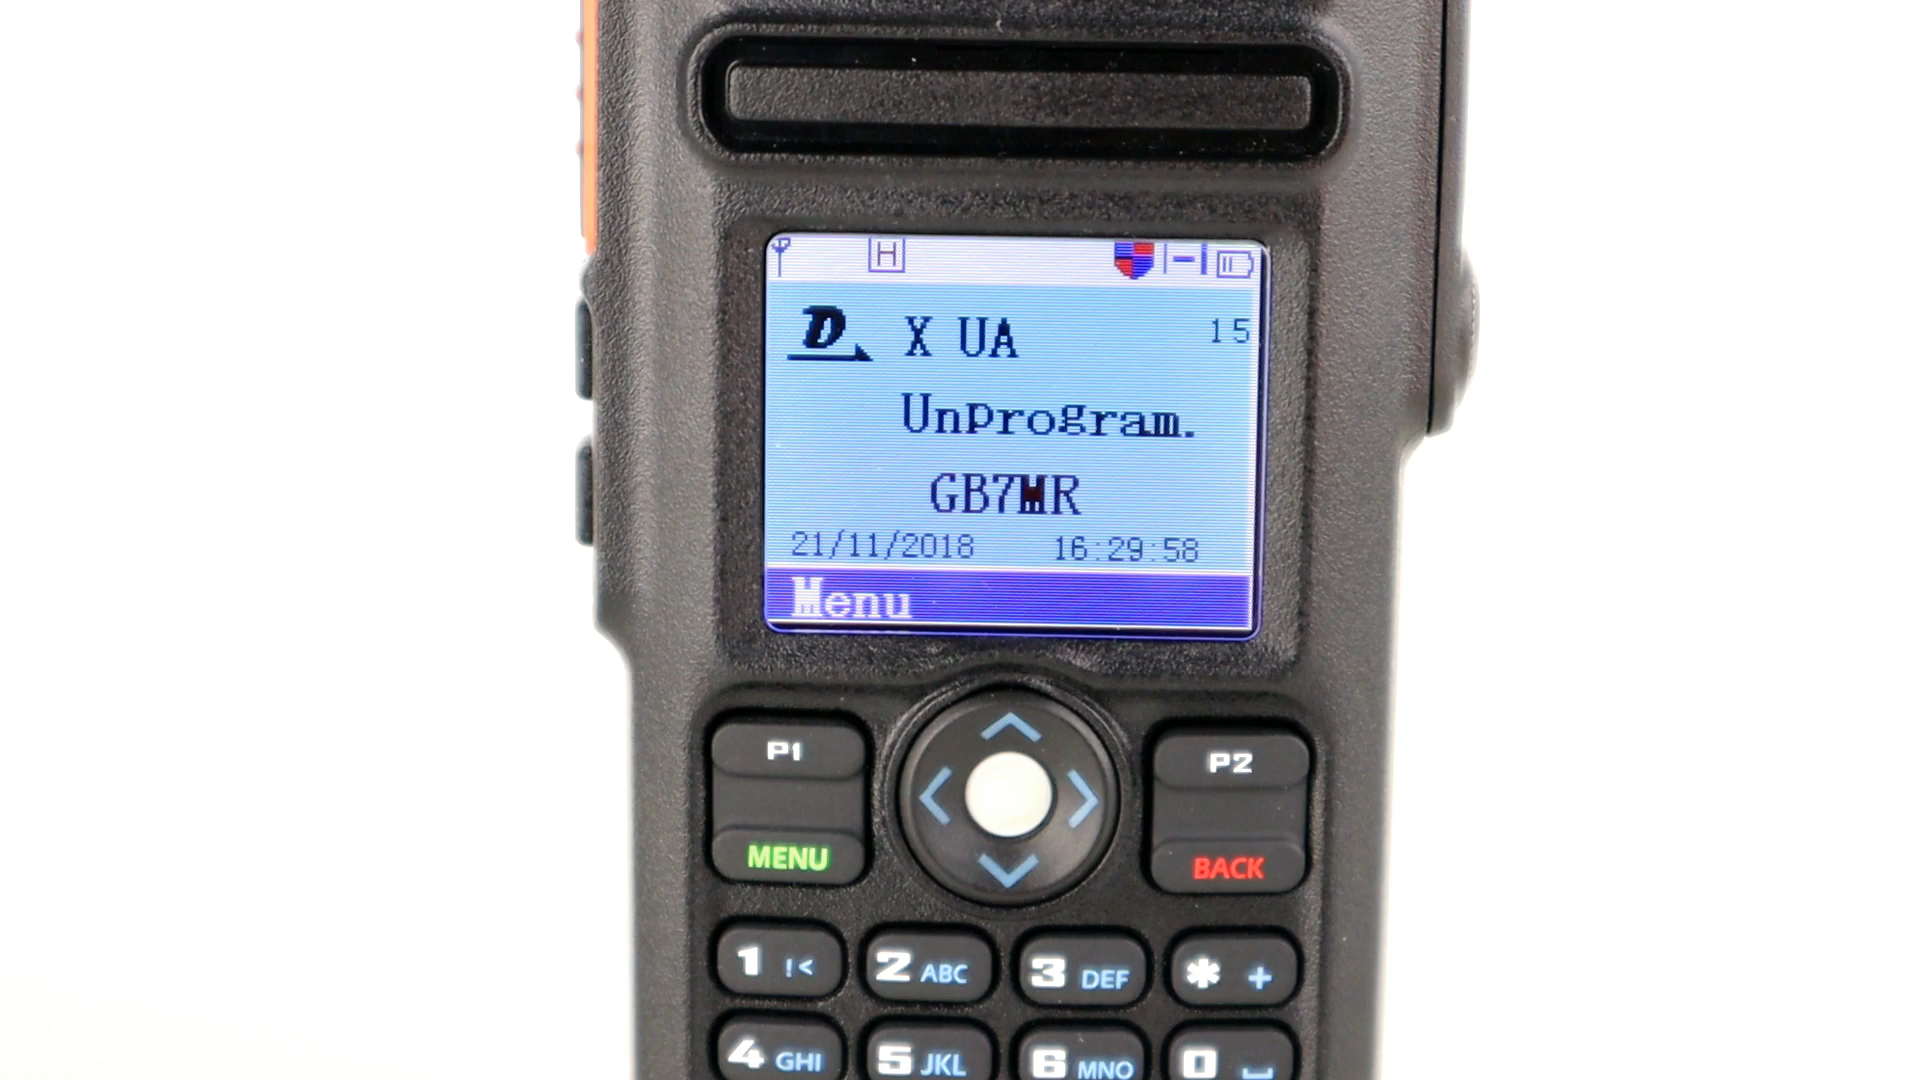 H
D X UA 15
UnProgram.
GB7MR
21/11/2018 16:29:58
Menu
P1 P2
MENU BACK
1 !< 2 ABC 3 DEF * +
4 GHI 5 JKL 6 MNO 0 ⎵